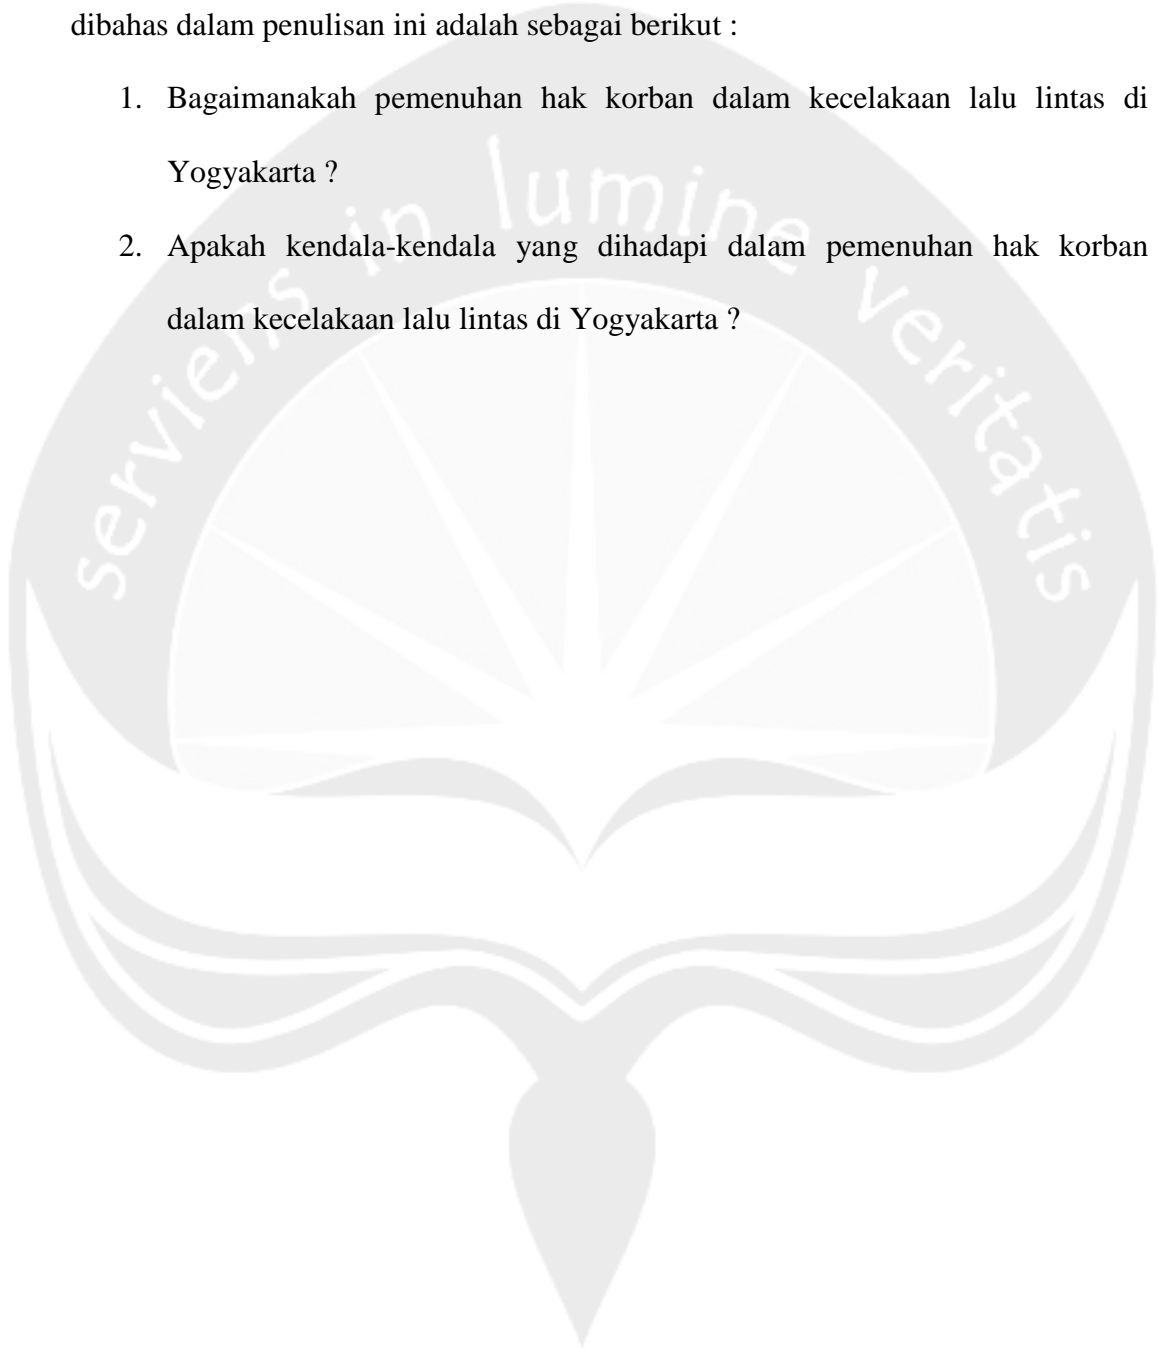 dibahas dalam penulisan ini adalah sebagai berikut :
1. Bagaimanakah pemenuhan hak korban dalam kecelakaan lalu lintas di
Yogyakarta ?
2. Apakah kendala-kendala yang dihadapi dalam pemenuhan hak korban
dalam kecelakaan lalu lintas di Yogyakarta ?
serviens in lumine veritatis